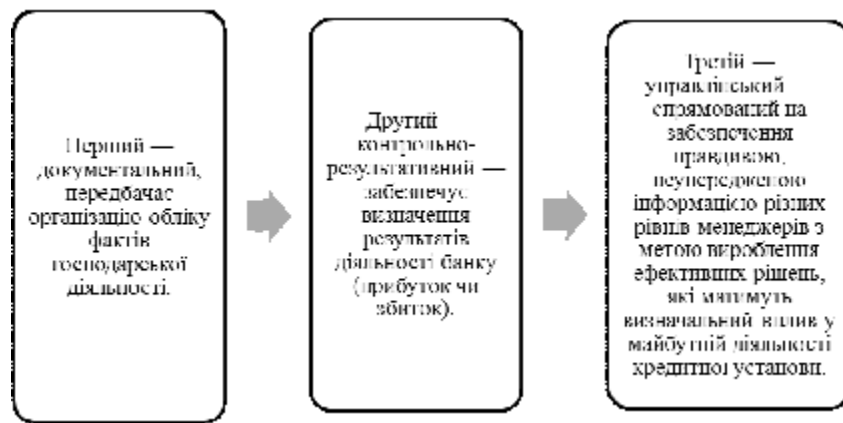 Перший —
документальний,
передбачає
організацію обліку
фактів
господарської
діяльності.
Другий
контрольно-
результативний —
забезпечує
визначення
результатів
діяльності банку
(прибуток чи
збиток).
Третій —
управлінський
спрямований на
забезпечення
правдивою,
неупередженою
інформацією різних
рівнів менеджерів з
метою вироблення
ефективних рішень,
які матимуть
визначальний вплив у
майбутній діяльності
кредитної установи.